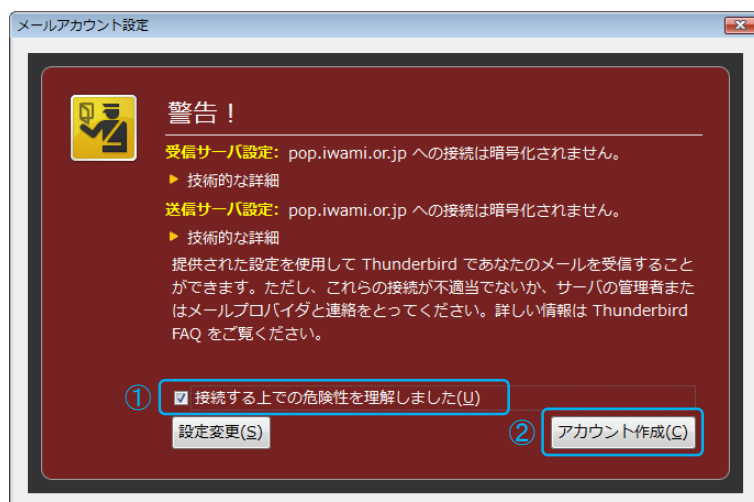 メールアカウント設定
警告！
受信サーバ設定: pop.iwami.or.jp への接続は暗号化されません。
技術的な詳細
送信サーバ設定: pop.iwami.or.jp への接続は暗号化されません。
技術的な詳細
提供された設定を使用して Thunderbird であなたのメールを受信すること
ができます。ただし、これらの接続が不適当でないか、サーバの管理者また
はメールプロバイダと連絡をとってください。詳しい情報は Thunderbird
FAQ をご覧ください。
① 接続する上での危険性を理解しました(U)
設定変更(S) ② アカウント作成(C)